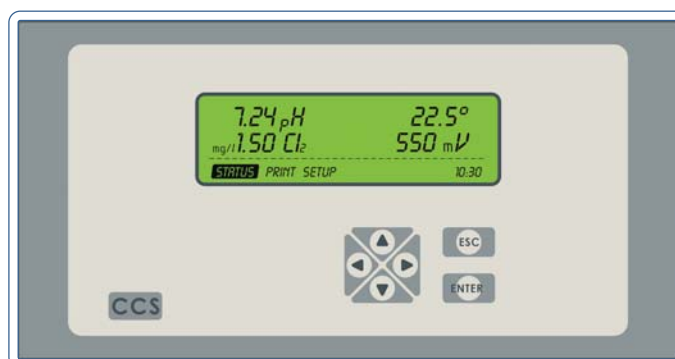 7.24 pH 22.5°
mg/l 1.50 Cl₂ 550 mV
STATUS PRINT SETUP 10:30
ESC
ENTER
CCS